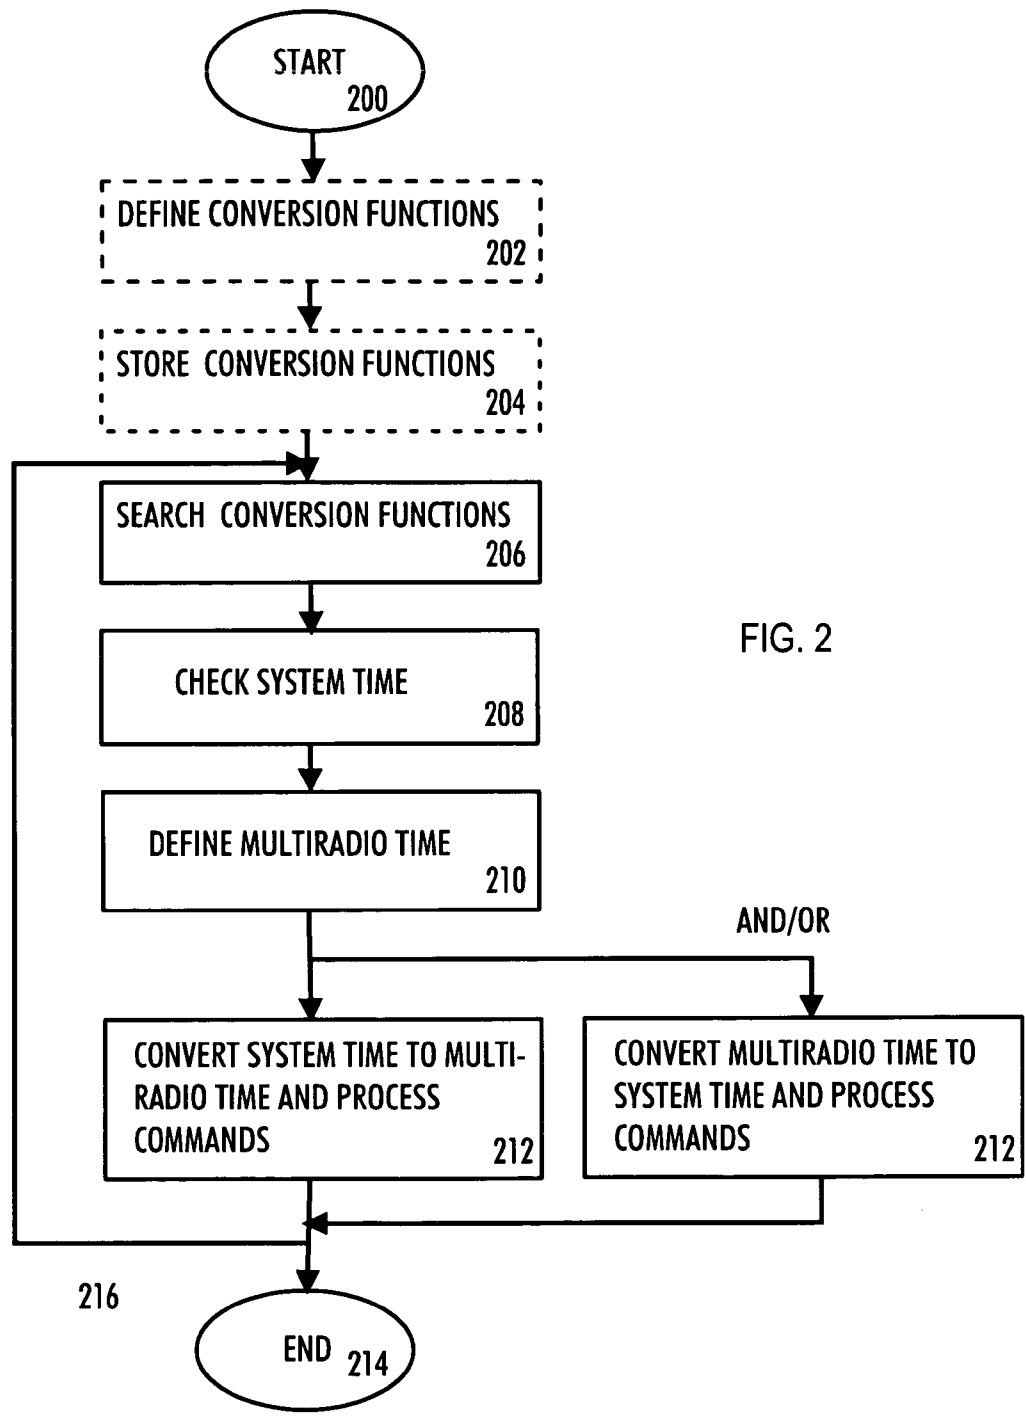 START
200
DEFINE CONVERSION FUNCTIONS
202
STORE CONVERSION FUNCTIONS
204
SEARCH CONVERSION FUNCTIONS
206
FIG. 2
CHECK SYSTEM TIME
208
DEFINE MULTIRADIO TIME
210
AND/OR
CONVERT SYSTEM TIME TO MULTI-
RADIO TIME AND PROCESS
COMMANDS
212
CONVERT MULTIRADIO TIME TO
SYSTEM TIME AND PROCESS
COMMANDS
212
216
END
214